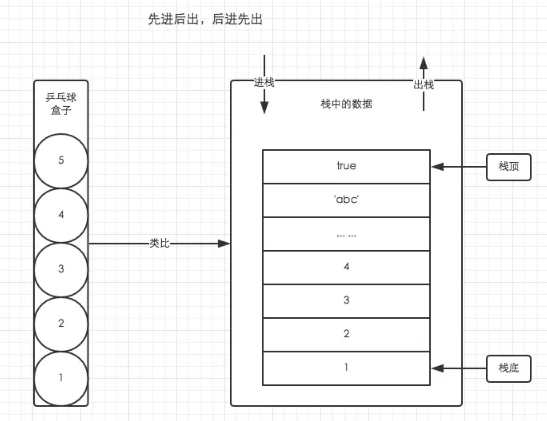 先进后出，后进先出
进栈
出栈
乒乓球
盒子
栈中的数据
5
4
3
2
1
类比
true
'abc'
... ...
4
3
2
1
栈顶
栈底